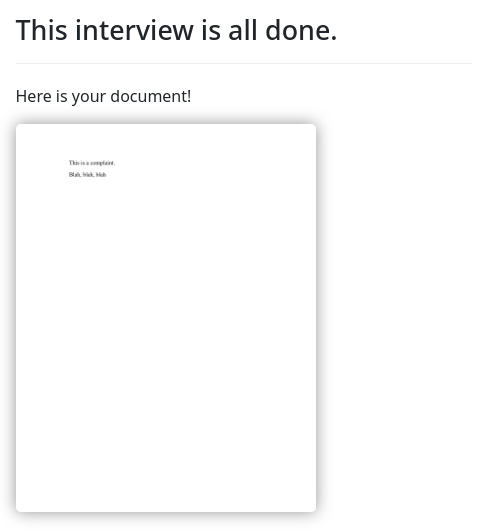 This interview is all done.
Here is your document!
This is a complaint.
Blah, blah, blah